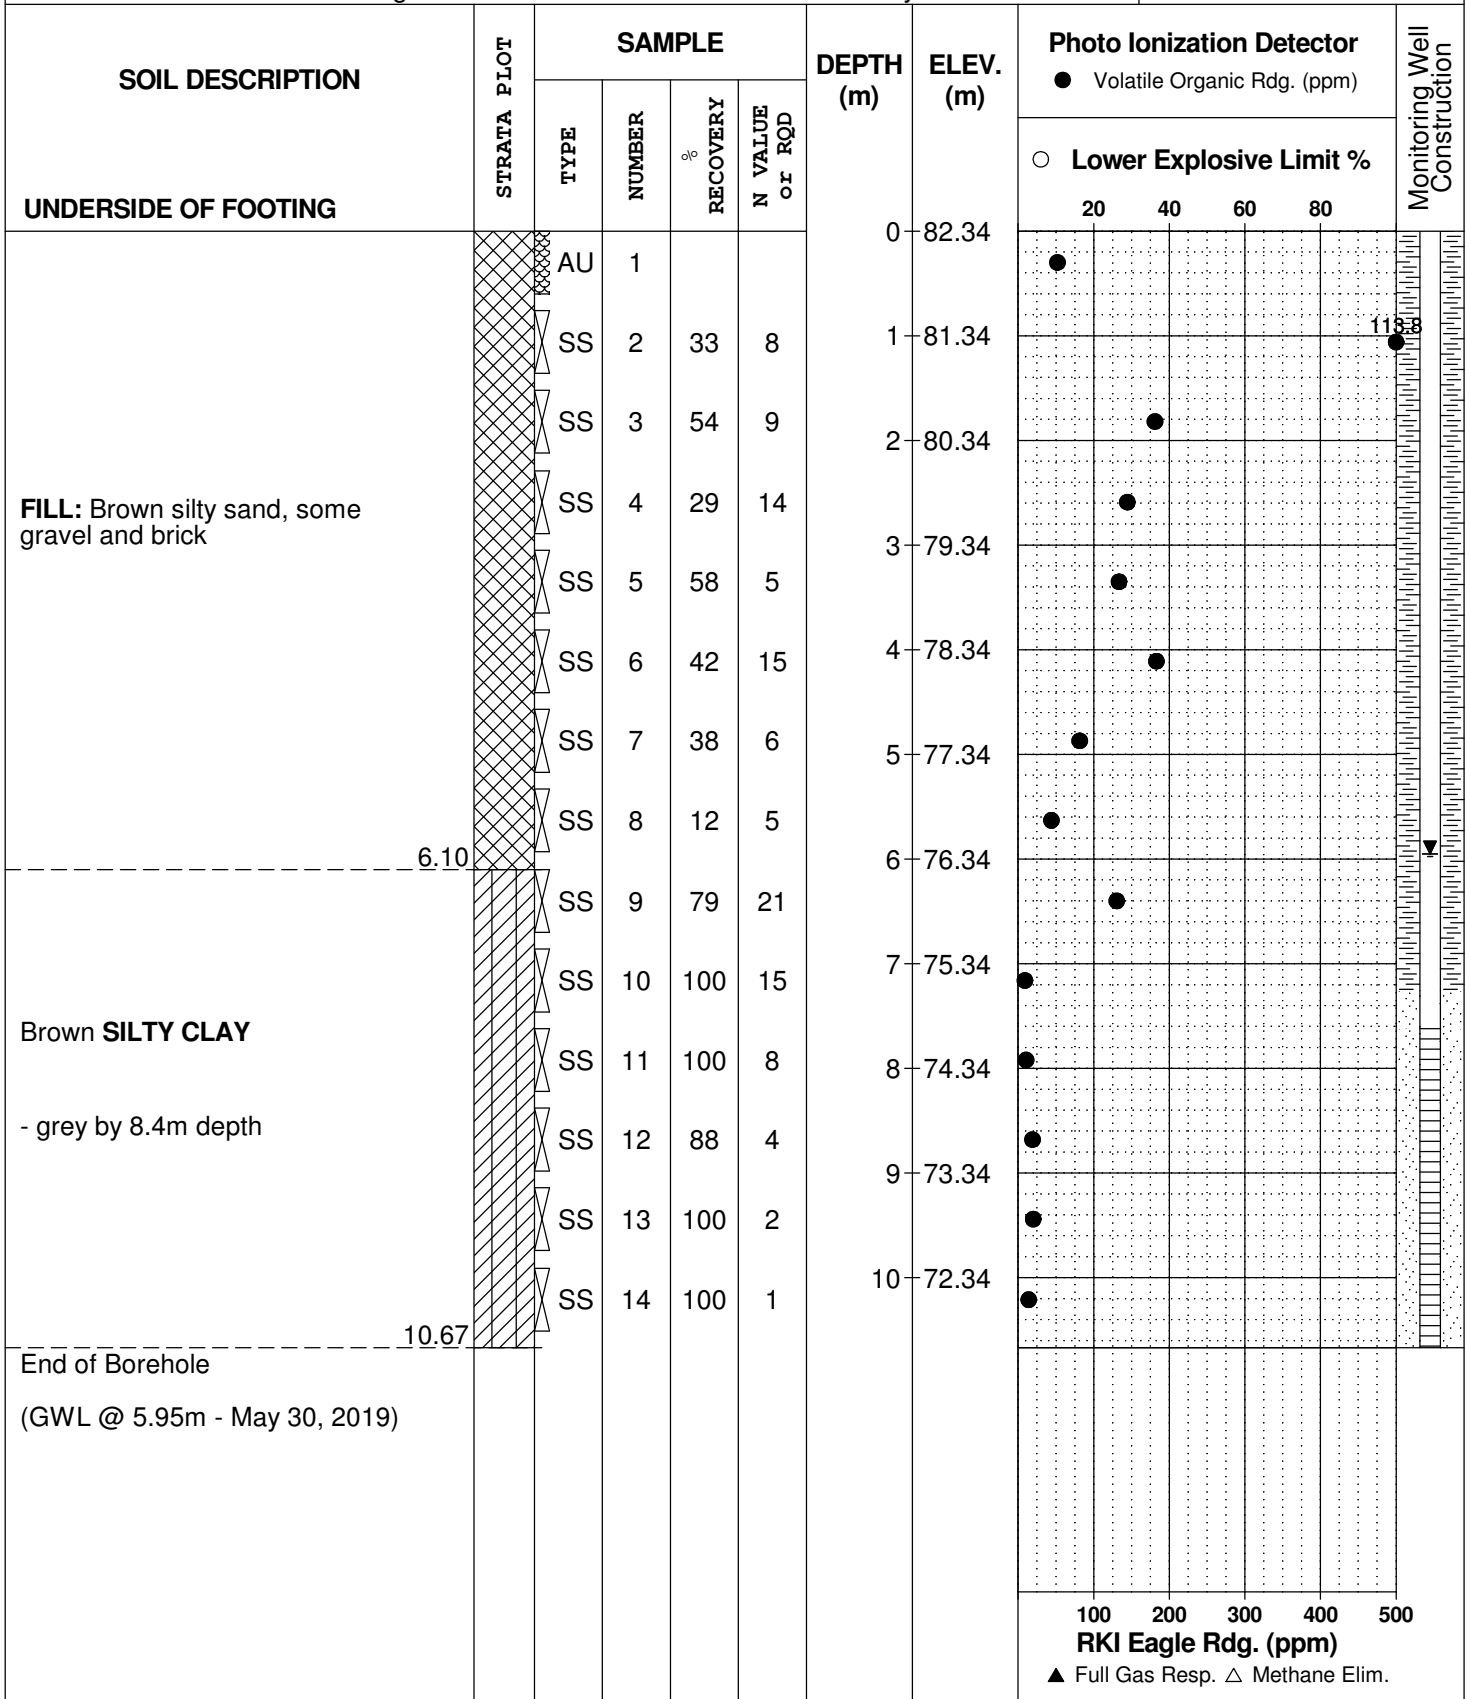 SOIL DESCRIPTION
UNDERSIDE OF FOOTING
STRATA PLOT
SAMPLE
TYPE
NUMBER
%
RECOVERY
N VALUE
or RQD
DEPTH
(m)
ELEV.
(m)
Photo Ionization Detector
● Volatile Organic Rdg. (ppm)
○ Lower Explosive Limit %
20 40 60 80
Monitoring Well
Construction
0 82.34
AU 1
113.8
1 81.34
SS 2 33 8
SS 3 54 9
2 80.34
FILL: Brown silty sand, some
gravel and brick
SS 4 29 14
3 79.34
SS 5 58 5
4 78.34
SS 6 42 15
SS 7 38 6
5 77.34
SS 8 12 5
6.10
6 76.34
SS 9 79 21
7 75.34
SS 10 100 15
Brown SILTY CLAY
SS 11 100 8
8 74.34
- grey by 8.4m depth
SS 12 88 4
9 73.34
SS 13 100 2
10 72.34
SS 14 100 1
10.67
End of Borehole
(GWL @ 5.95m - May 30, 2019)
100 200 300 400 500
RKI Eagle Rdg. (ppm)
▲ Full Gas Resp. △ Methane Elim.